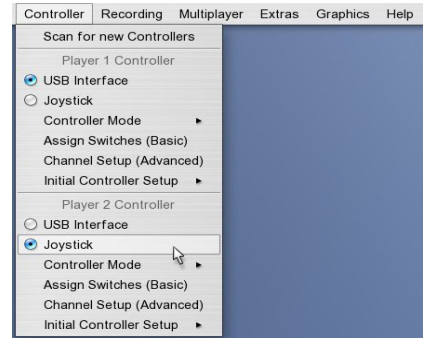 Controller Recording Multiplayer Extras Graphics Help
Scan for new Controllers
Player 1 Controller
USB Interface
Joystick
Controller Mode
Assign Switches (Basic)
Channel Setup (Advanced)
Initial Controller Setup
Player 2 Controller
USB Interface
Joystick
Controller Mode
Assign Switches (Basic)
Channel Setup (Advanced)
Initial Controller Setup